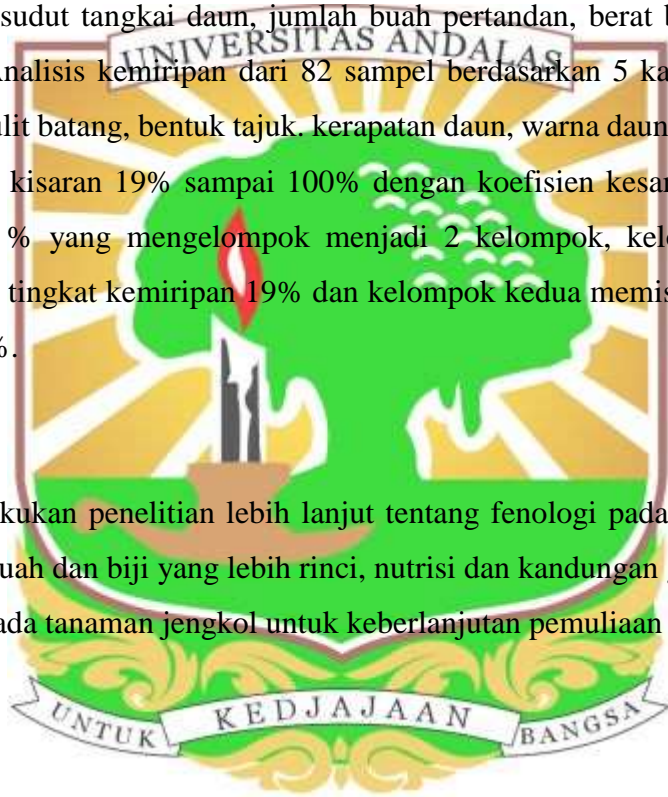 sudut tangkai daun, jumlah buah pertandan, berat b
UNIVERSITAS ANDALAS
nalisis kemiripan dari 82 sampel berdasarkan 5 ka
lit batang, bentuk tajuk. kerapatan daun, warna daun
kisaran 19% sampai 100% dengan koefisien kesar
% yang mengelompok menjadi 2 kelompok, kelo
tingkat kemiripan 19% dan kelompok kedua memis
%.
kukan penelitian lebih lanjut tentang fenologi pada
uah dan biji yang lebih rinci, nutrisi dan kandungan
ada tanaman jengkol untuk keberlanjutan pemuliaan
UNTUK KEDJAJAAN BANGSA